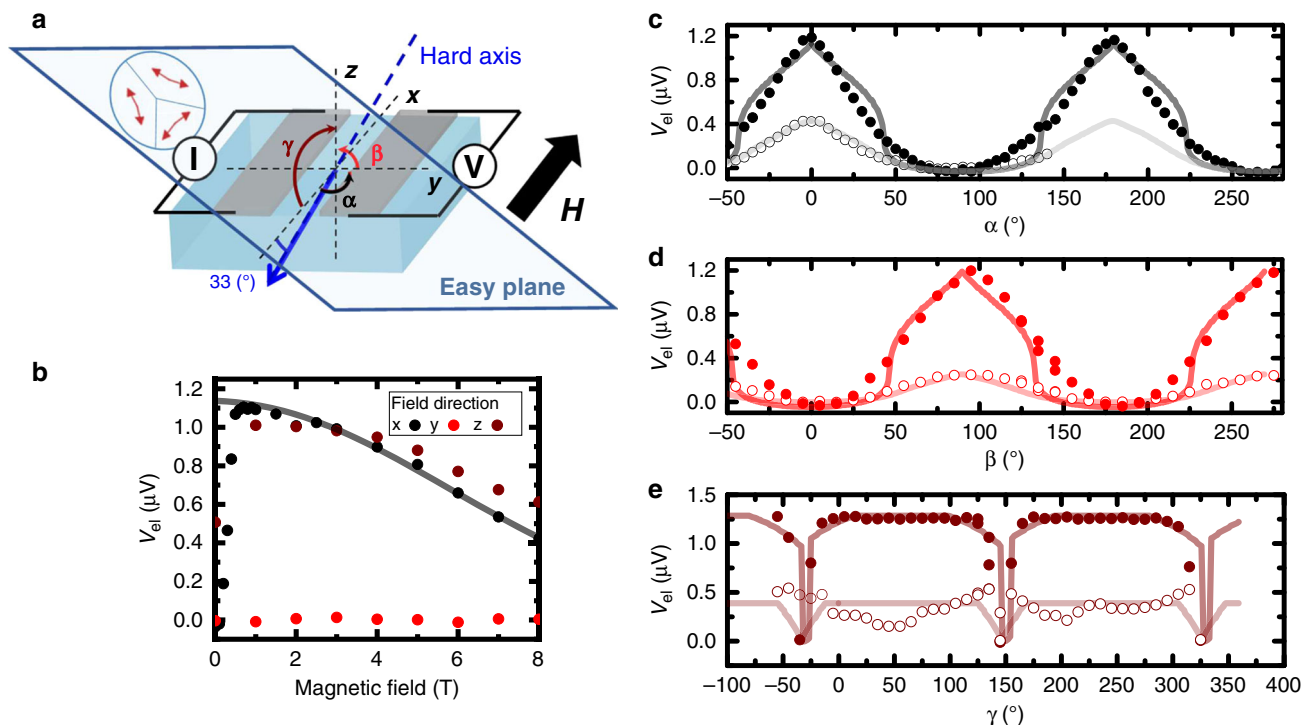 a
Hard axis
z
x
γ
β
I
V
y
α
H
33 (°)
Easy plane
b
1.2
1.1
1.0
0.8
0.6
0.4
0.2
0.0
V_el (µV)
Field direction
x y z
0 2 4 6 8
Magnetic field (T)
c
1.2
0.8
0.4
0.0
V_el (µV)
−50 0 50 100 150 200 250
α (°)
d
1.2
0.8
0.4
0.0
V_el (µV)
−50 0 50 100 150 200 250
β (°)
e
1.5
1.0
0.5
0.0
V_el (µV)
−100 −50 0 50 100 150 200 250 300 350 400
γ (°)